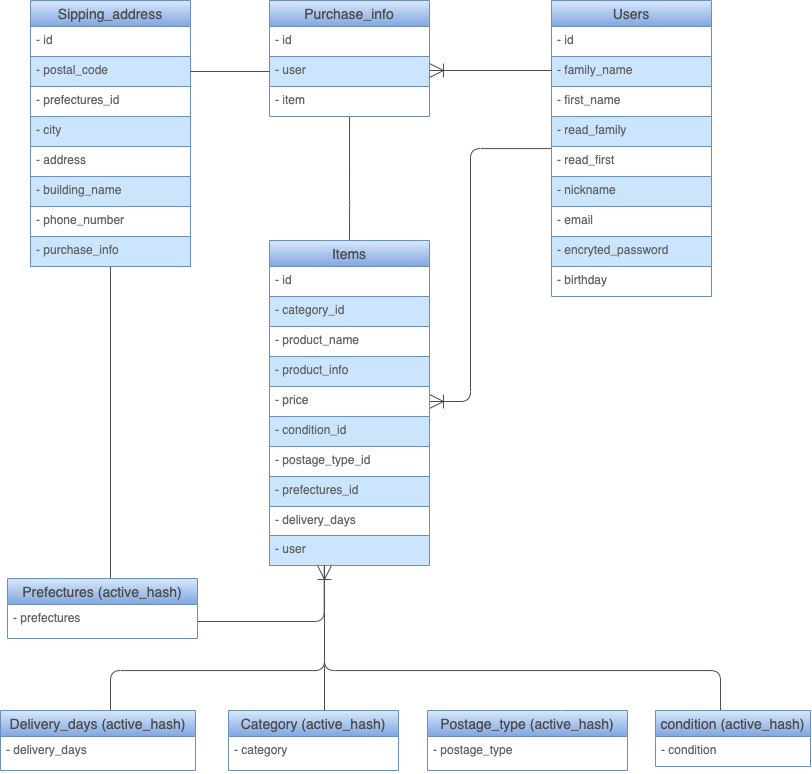 Sipping_address
- id
- postal_code
- prefectures_id
- city
- address
- building_name
- phone_number
- purchase_info
Purchase_info
- id
- user
- item
Users
- id
- family_name
- first_name
- read_family
- read_first
- nickname
- email
- encryted_password
- birthday
Items
- id
- category_id
- product_name
- product_info
- price
- condition_id
- postage_type_id
- prefectures_id
- delivery_days
- user
Prefectures (active_hash)
- prefectures
Delivery_days (active_hash)
- delivery_days
Category (active_hash)
- category
Postage_type (active_hash)
- postage_type
condition (active_hash)
- condition